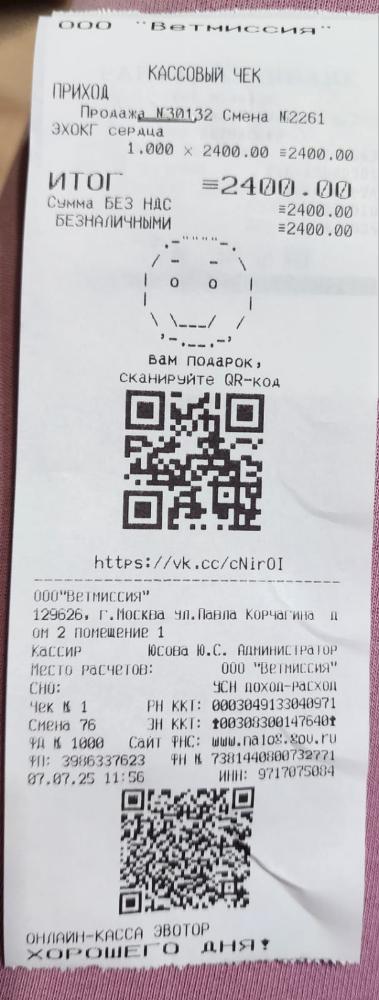 ООО "Ветмиссия"
КАССОВЫЙ ЧЕК
ПРИХОД
Продажа №30132 Смена №2261
ЭХОКГ сердца
1.000 × 2400.00 ≡2400.00
ИТОГ ≡2400.00
Сумма БЕЗ НДС ≡2400.00
БЕЗНАЛИЧНЫМИ ≡2400.00
вам подарок,
сканируйте QR-код
https://vk.cc/cNirOI
ООО"Ветмиссия"
129626, г.Москва ул.Павла Корчагина д
ом 2 помещение 1
Кассир Юсова Ю.С. Администратор
Место расчетов: ООО "Ветмиссия"
СНО: УСН доход-расход
Чек № 1 РН ККТ: 0003049133040971
Смена 76 ЗН ККТ: 00308300147640
ФД № 1000 Сайт ФНС: www.nalog.gov.ru
ФП: 3986337623 ФН № 7381440800732771
07.07.25 11:56 ИНН: 9717075084
ОНЛАЙН-КАССА ЭВОТОР
ХОРОШЕГО ДНЯ!